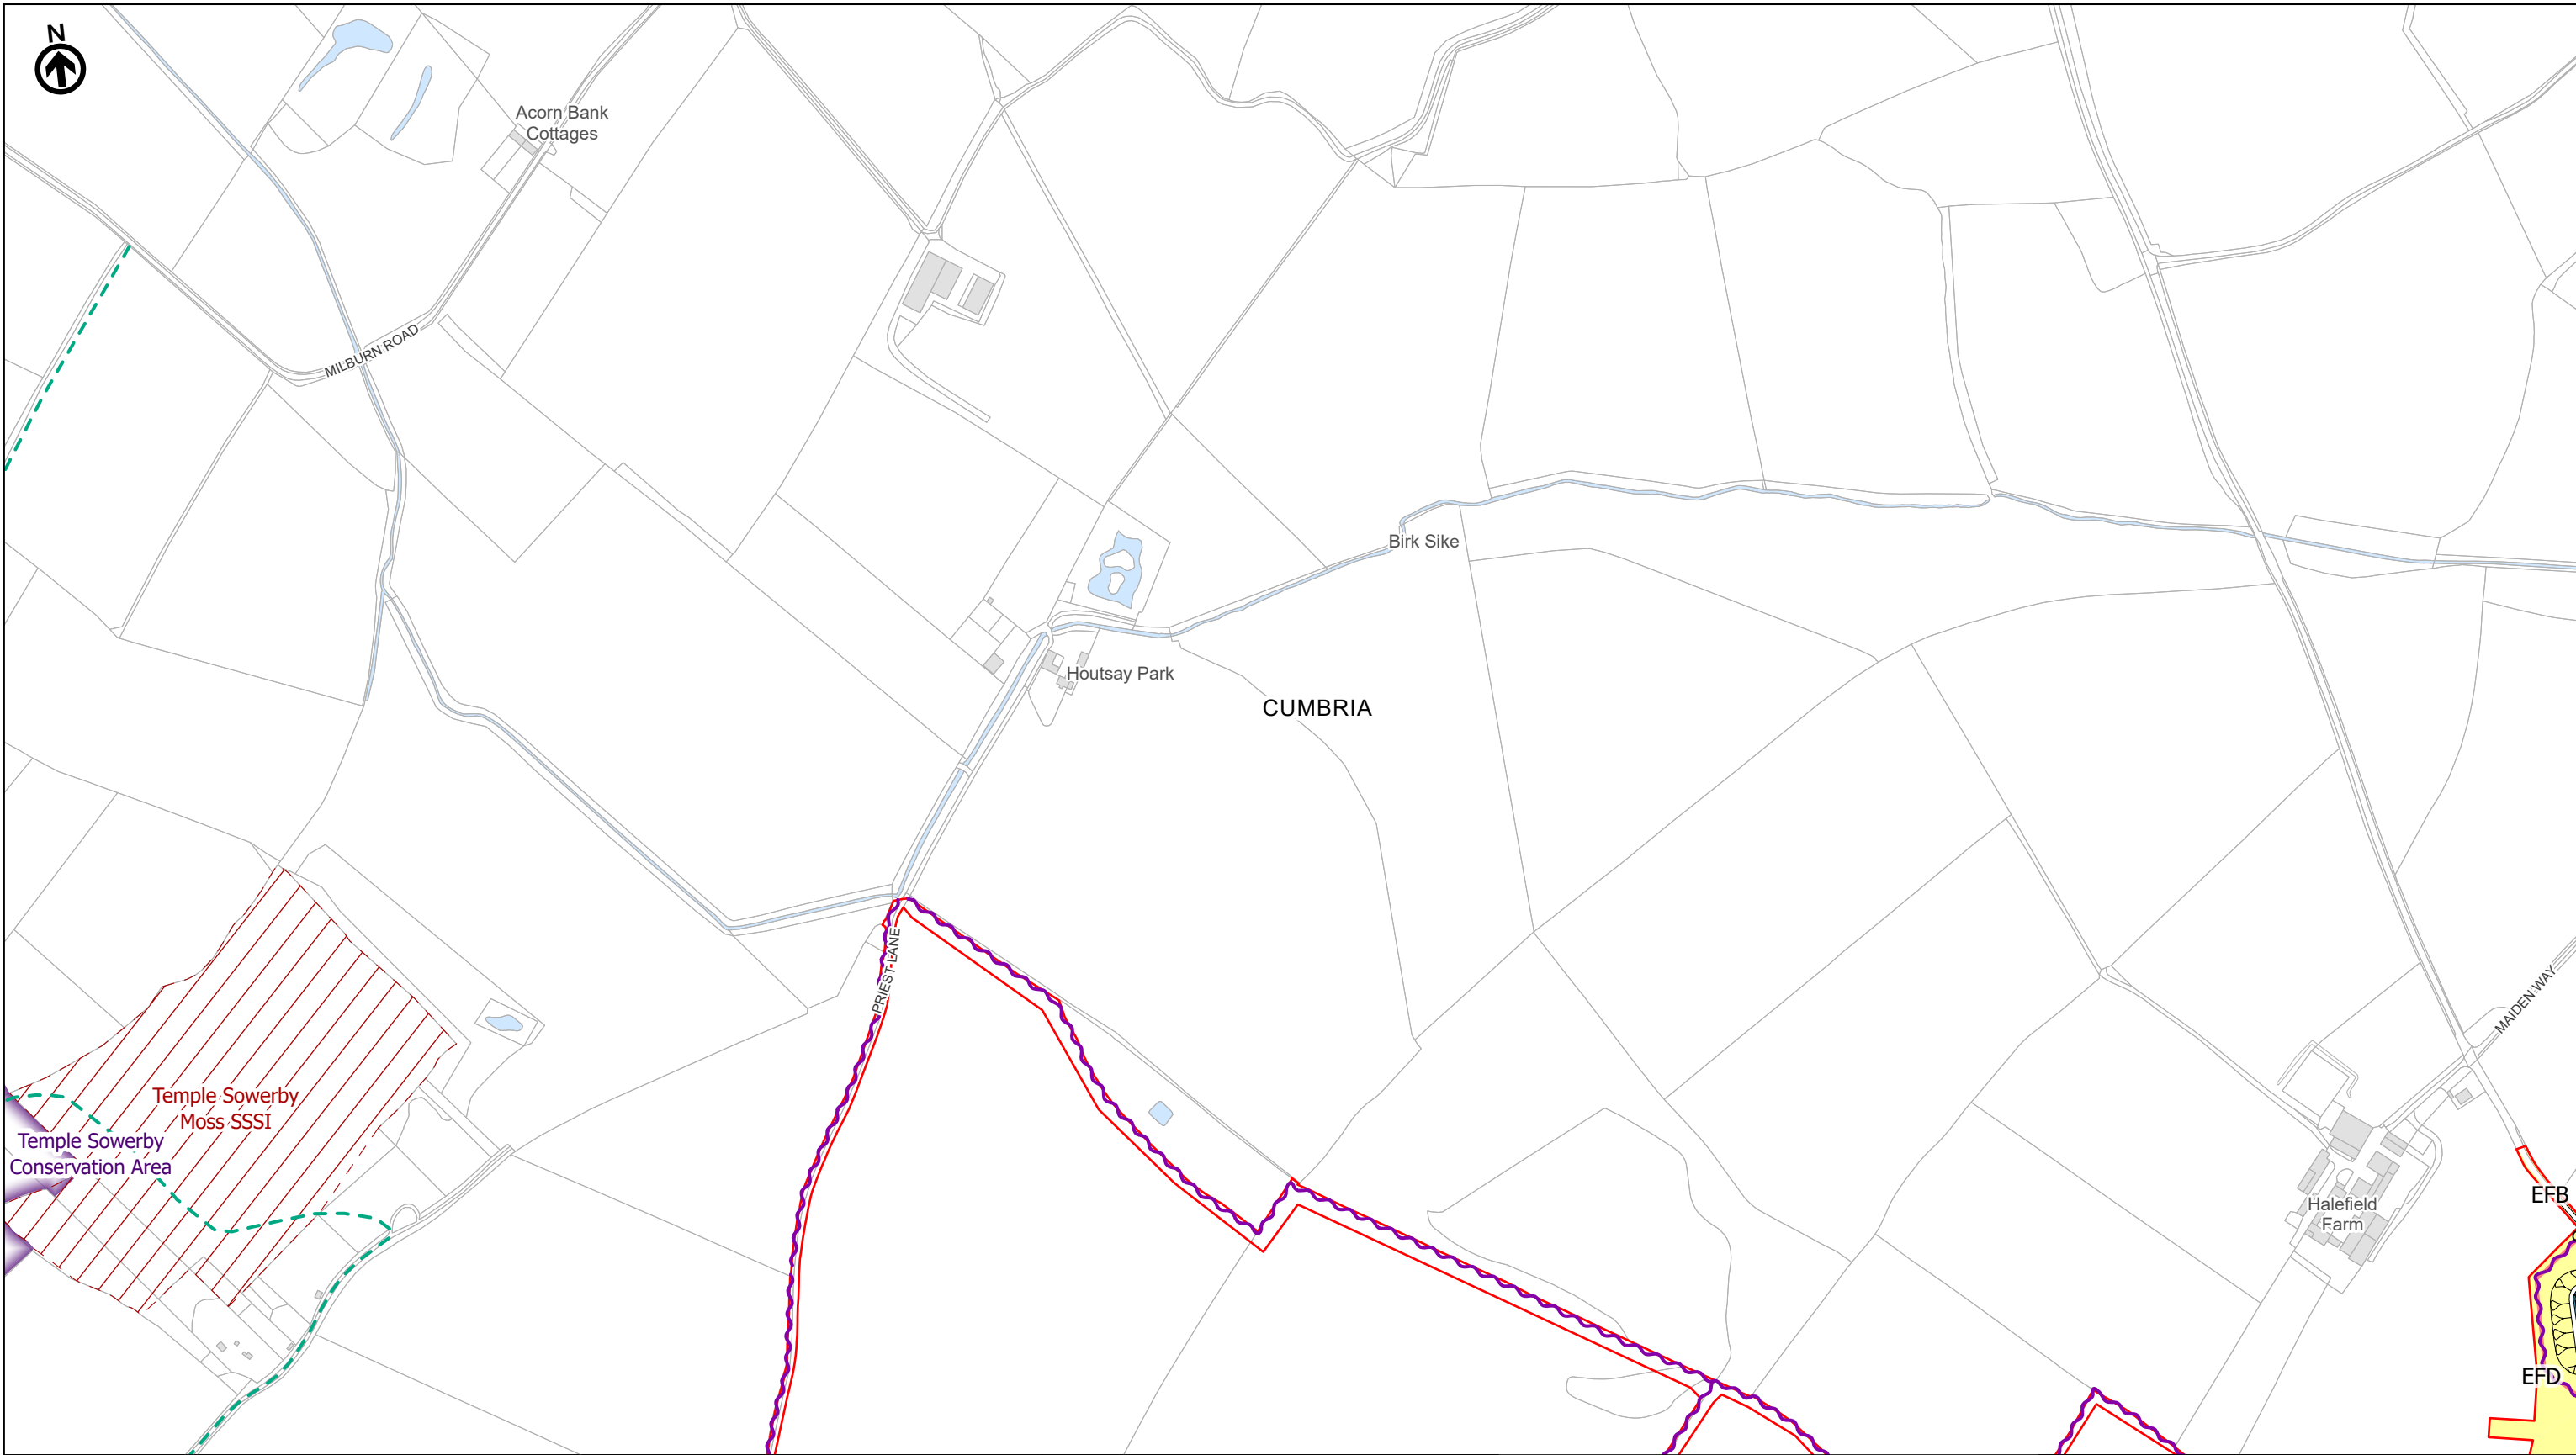 N
Acorn Bank
Cottages
MILBURN ROAD
Birk Sike
Houtsay Park
CUMBRIA
PRIEST LANE
MAIDEN WAY
Temple Sowerby
Moss SSSI
Temple Sowerby
Conservation Area
EFB
Halefield
Farm
EFD